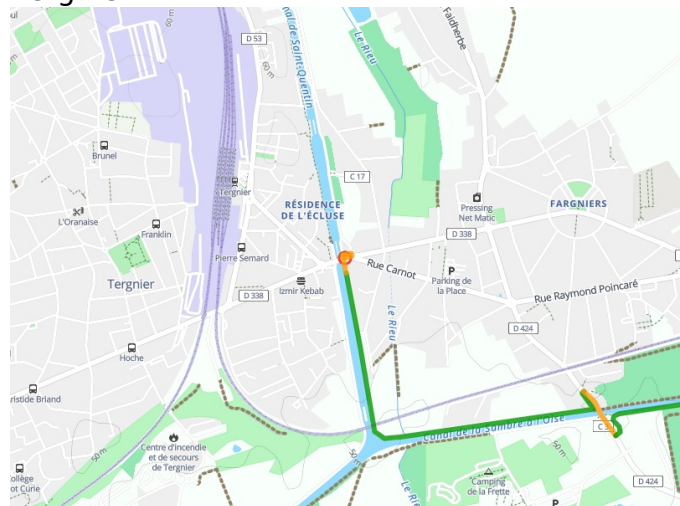 60 m
D 53
Canal de Saint-Quentin
Le Rieu
Faidherbe
60 m
Brunel
Tergnier
C 17
RÉSIDENCE
DE L'ÉCLUSE
Pressing
Net Matic
FARGNIERS
L'Oranaise
Franklin
Pierre Semard
D 338
Rue Carnot
Tergnier
D 338
Izmir Kebab
Parking de
la Place
Rue Raymond Poincaré
Le Rieu
D 424
Hoche
Aristide Briand
Canal de la Sambre à l'Oise
Centre d'Incendie
et de secours
de Tergnier
50 m
50 m
Camping
de la Frette
Le Rieu
D 424
50 m